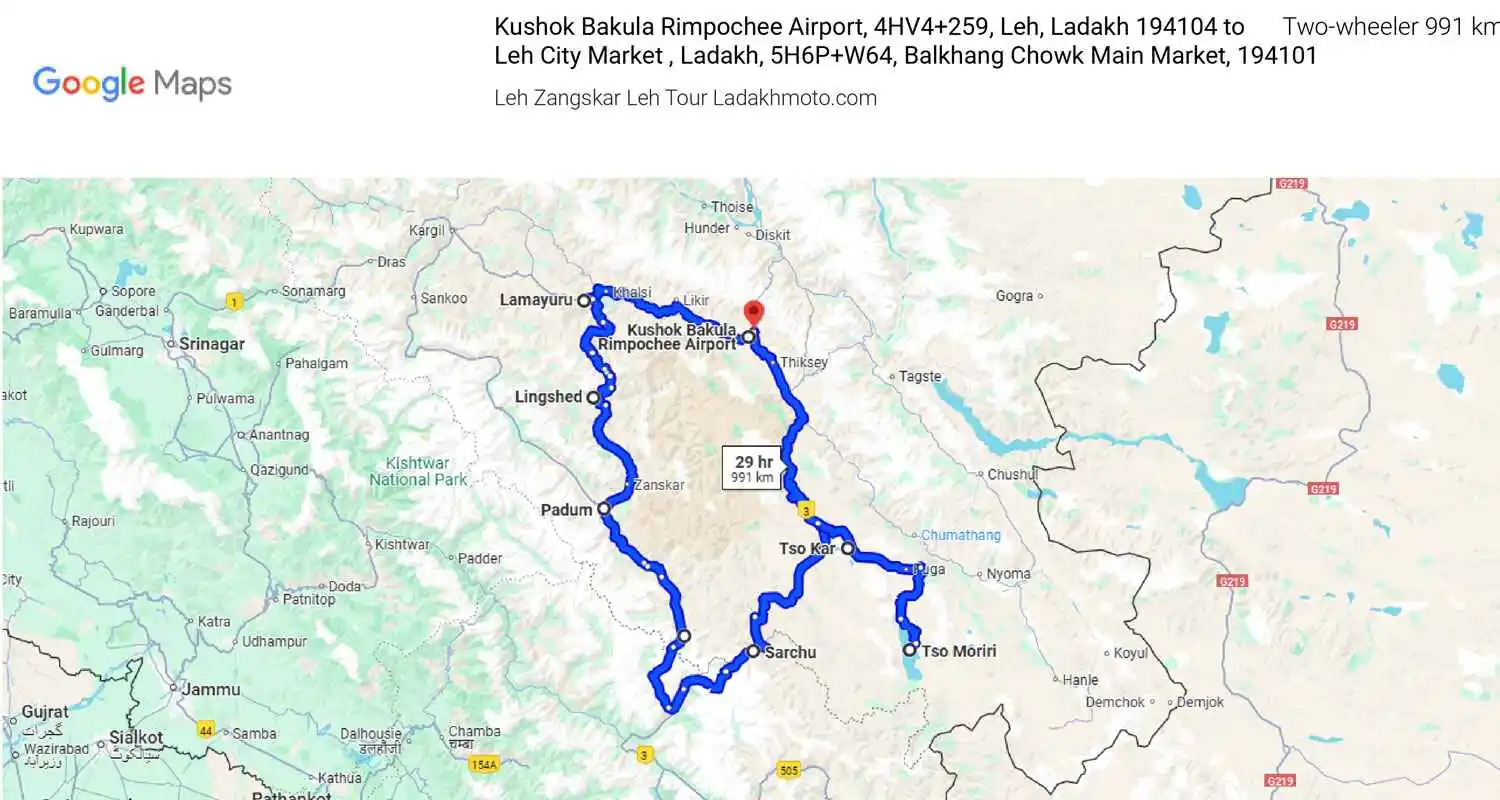 Kushok Bakula Rimpochee Airport, 4HV4+259, Leh, Ladakh 194104 to
Two-wheeler 991 km
Leh City Market , Ladakh, 5H6P+W64, Balkhang Chowk Main Market, 194101
Google Maps
Leh Zangskar Leh Tour Ladakhmoto.com
G219
Thoise
Kupwara
Kargil
Hunder
Diskit
Dras
Sopore
Sonamarg
1
Sankoo
Lamayuru
Khalsi
Likir
Gogra
Baramulla
Ganderbal
G219
Kushok Bakula
Rimpochee Airport
Srinagar
Gulmarg
Pahalgam
Thiksey
Tagste
akot
Pulwama
Lingshed
Anantnag
Kishtwar
National Park
Qazigund
29 hr
991 km
Chushul
tli
Zanskar
G219
Padum
3
Rajouri
Chumathang
Kishtwar
Tso Kar
Padder
Puga
Nyoma
City
Doda
Patnitop
G219
Katra
Udhampur
Sarchu
Tso Moriri
Koyul
Hanle
Jammu
Demchok
Demjok
Gujrat
گجرات
44
Samba
Dalhousie
डलहौजी
Chamba
चम्बा
Sialkot
سیالکوٹ
Wazirabad
وزیرآباد
3
154A
505
Kathua
G219
Pathankot